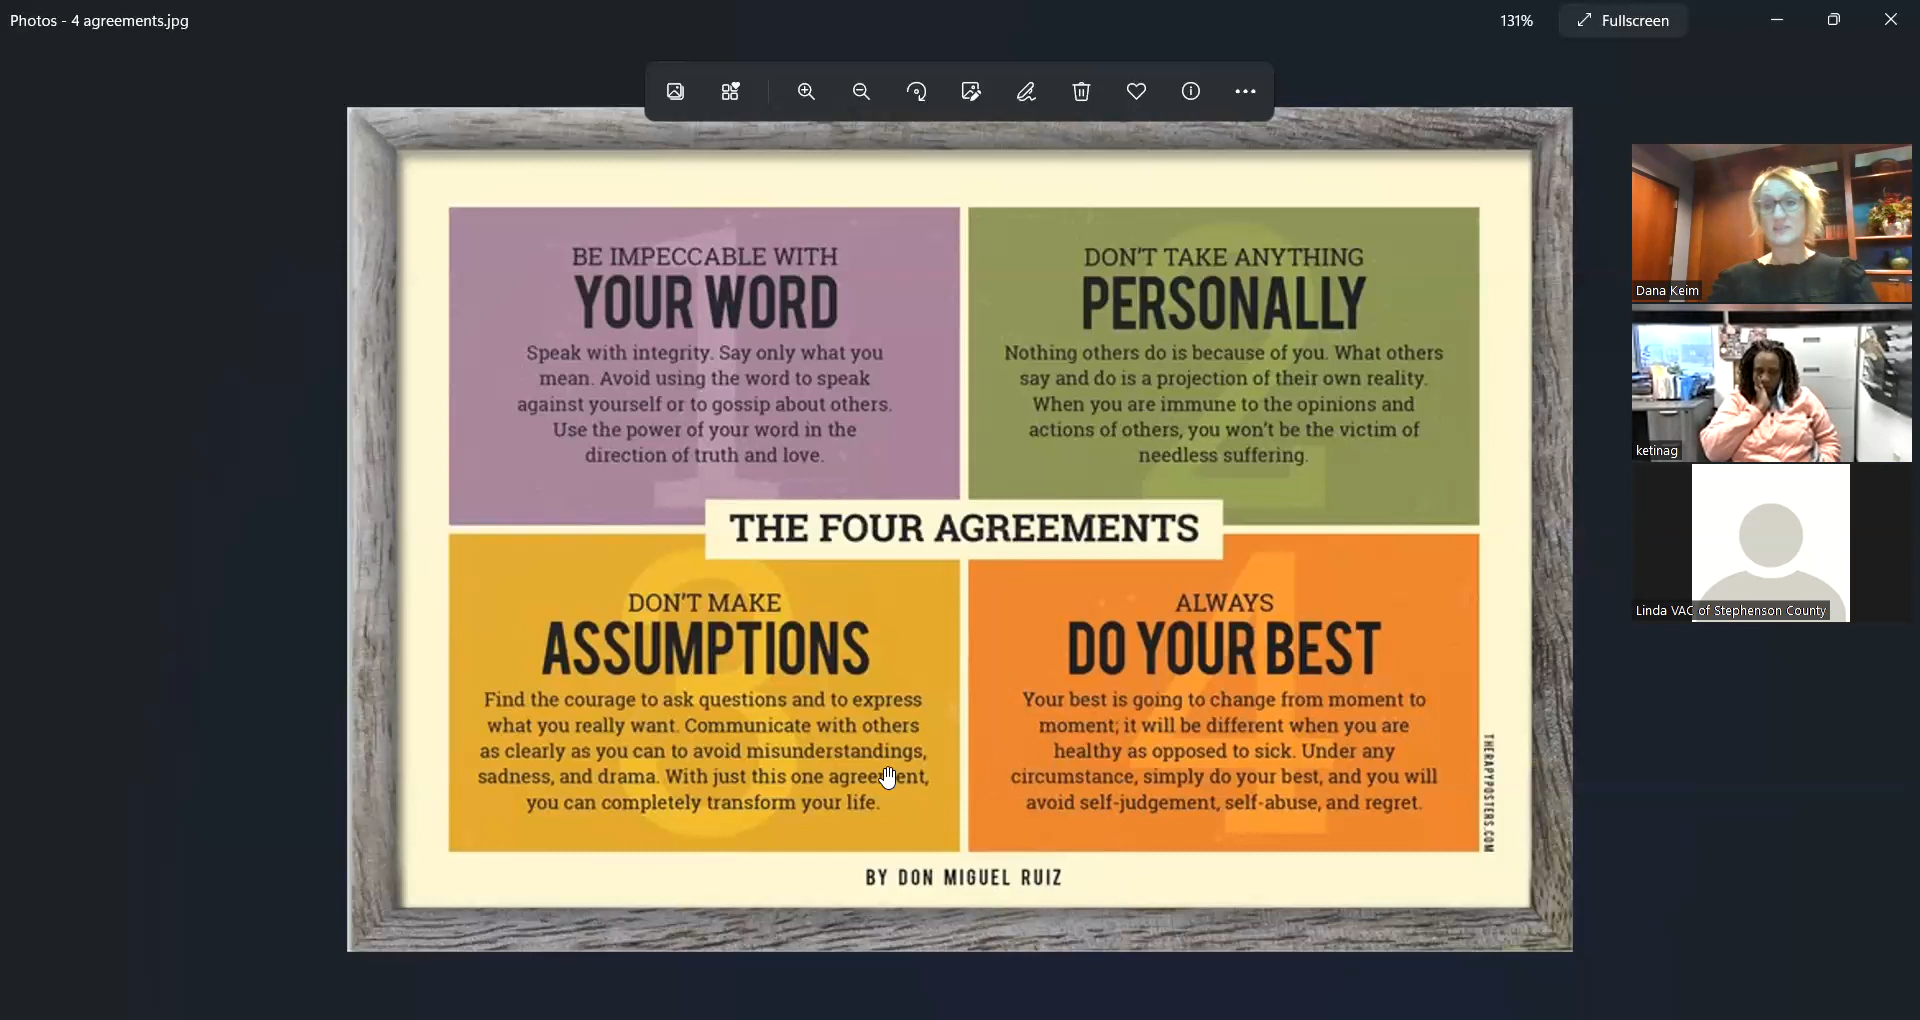 Photos - 4 agreements.jpg
131%
Fullscreen
BE IMPECCABLE WITH
YOUR WORD
Speak with integrity. Say only what you
mean. Avoid using the word to speak
against yourself or to gossip about others.
Use the power of your word in the
direction of truth and love.
DON'T TAKE ANYTHING
PERSONALLY
Nothing others do is because of you. What others
say and do is a projection of their own reality.
When you are immune to the opinions and
actions of others, you won't be the victim of
needless suffering.
THE FOUR AGREEMENTS
DON'T MAKE
ASSUMPTIONS
Find the courage to ask questions and to express
what you really want. Communicate with others
as clearly as you can to avoid misunderstandings,
sadness, and drama. With just this one agreement,
you can completely transform your life.
ALWAYS
DO YOUR BEST
Your best is going to change from moment to
moment; it will be different when you are
healthy as opposed to sick. Under any
circumstance, simply do your best, and you will
avoid self-judgement, self-abuse, and regret.
THERAPYPOSTERS.COM
BY DON MIGUEL RUIZ
1
2
3
4
Dana Keim
ketinag
Linda VAC of Stephenson County